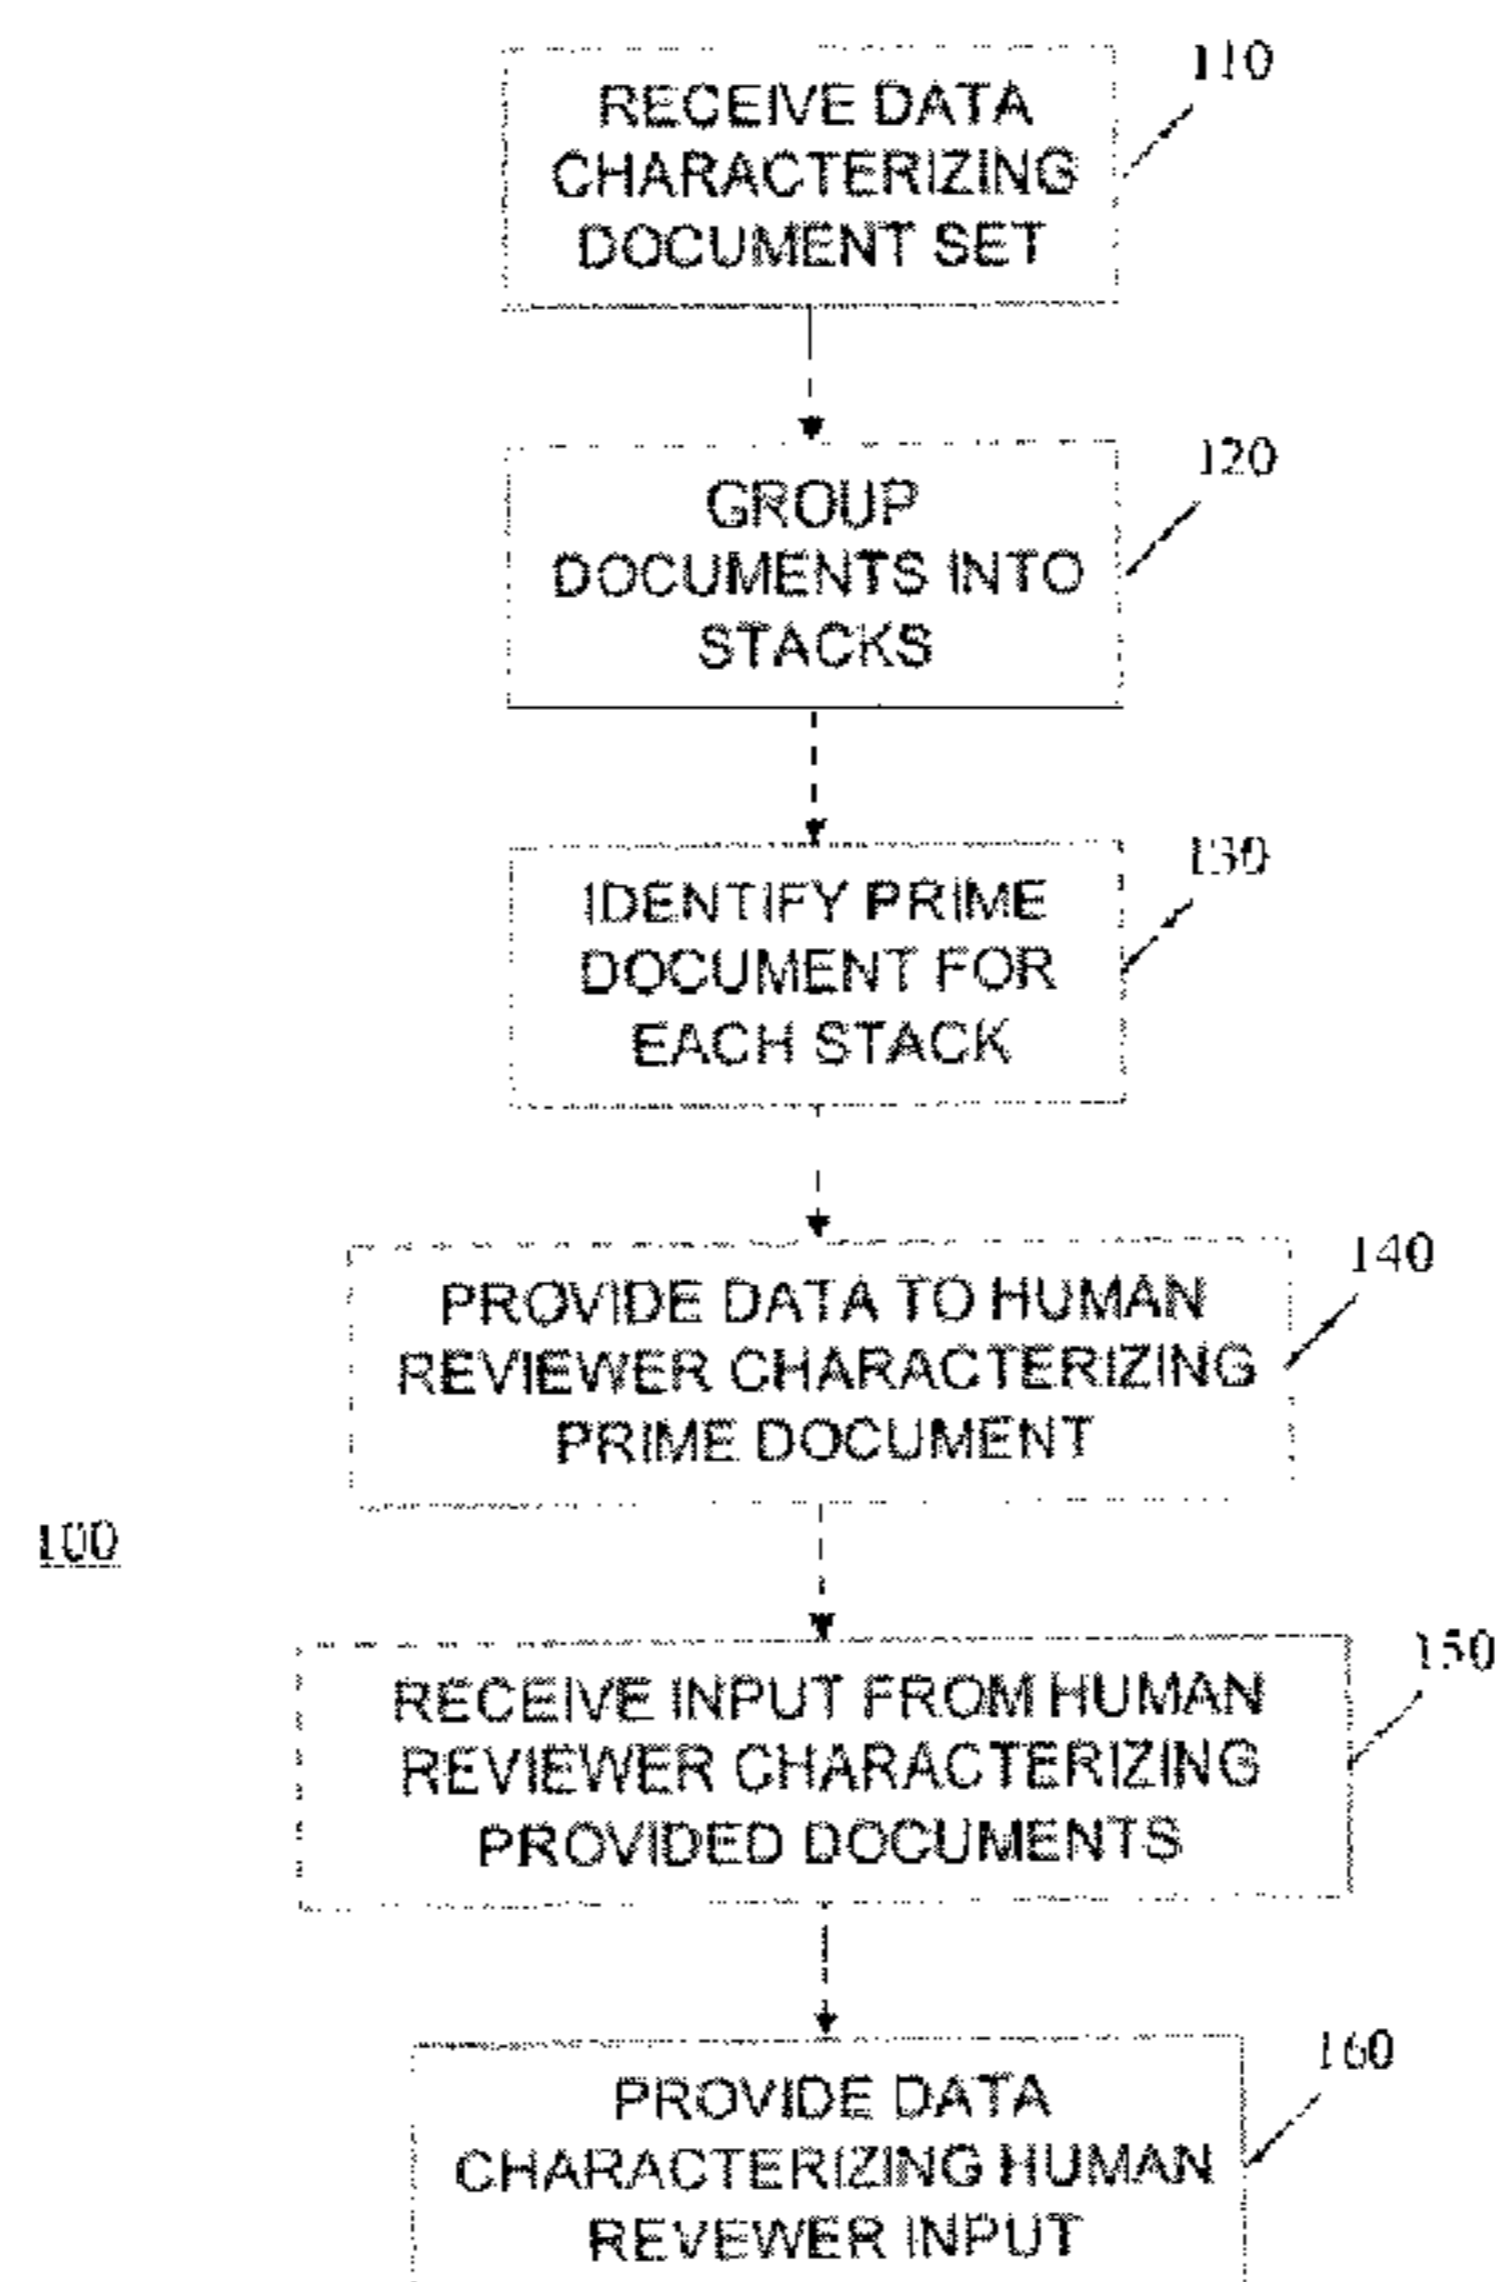 110
RECEIVE DATA
CHARACTERIZING
DOCUMENT SET
120
GROUP
DOCUMENTS INTO
STACKS
130
IDENTIFY PRIME
DOCUMENT FOR
EACH STACK
140
PROVIDE DATA TO HUMAN
REVIEWER CHARACTERIZING
PRIME DOCUMENT
100
150
RECEIVE INPUT FROM HUMAN
REVIEWER CHARACTERIZING
PROVIDED DOCUMENTS
160
PROVIDE DATA
CHARACTERIZING HUMAN
REVEWER INPUT